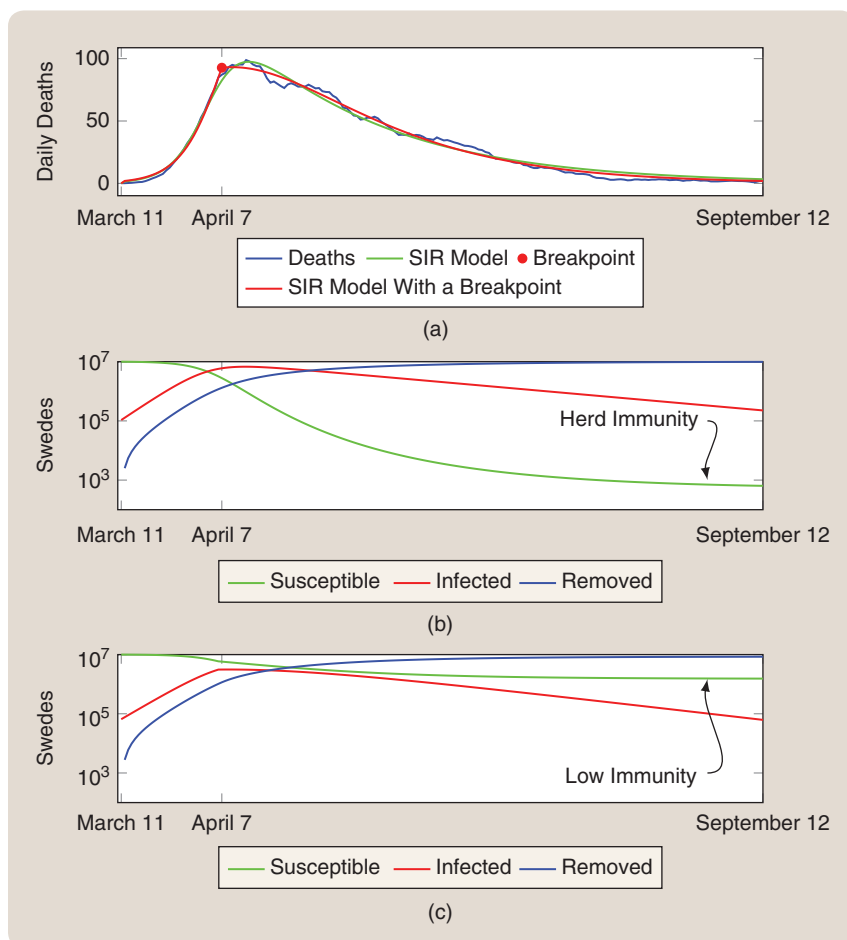 Daily Deaths
100
50
0
March 11 April 7 September 12
Deaths SIR Model Breakpoint
SIR Model With a Breakpoint
(a)
Swedes
10^7
10^5
10^3
Herd Immunity
March 11 April 7 September 12
Susceptible Infected Removed
(b)
Swedes
10^7
10^5
10^3
Low Immunity
March 11 April 7 September 12
Susceptible Infected Removed
(c)